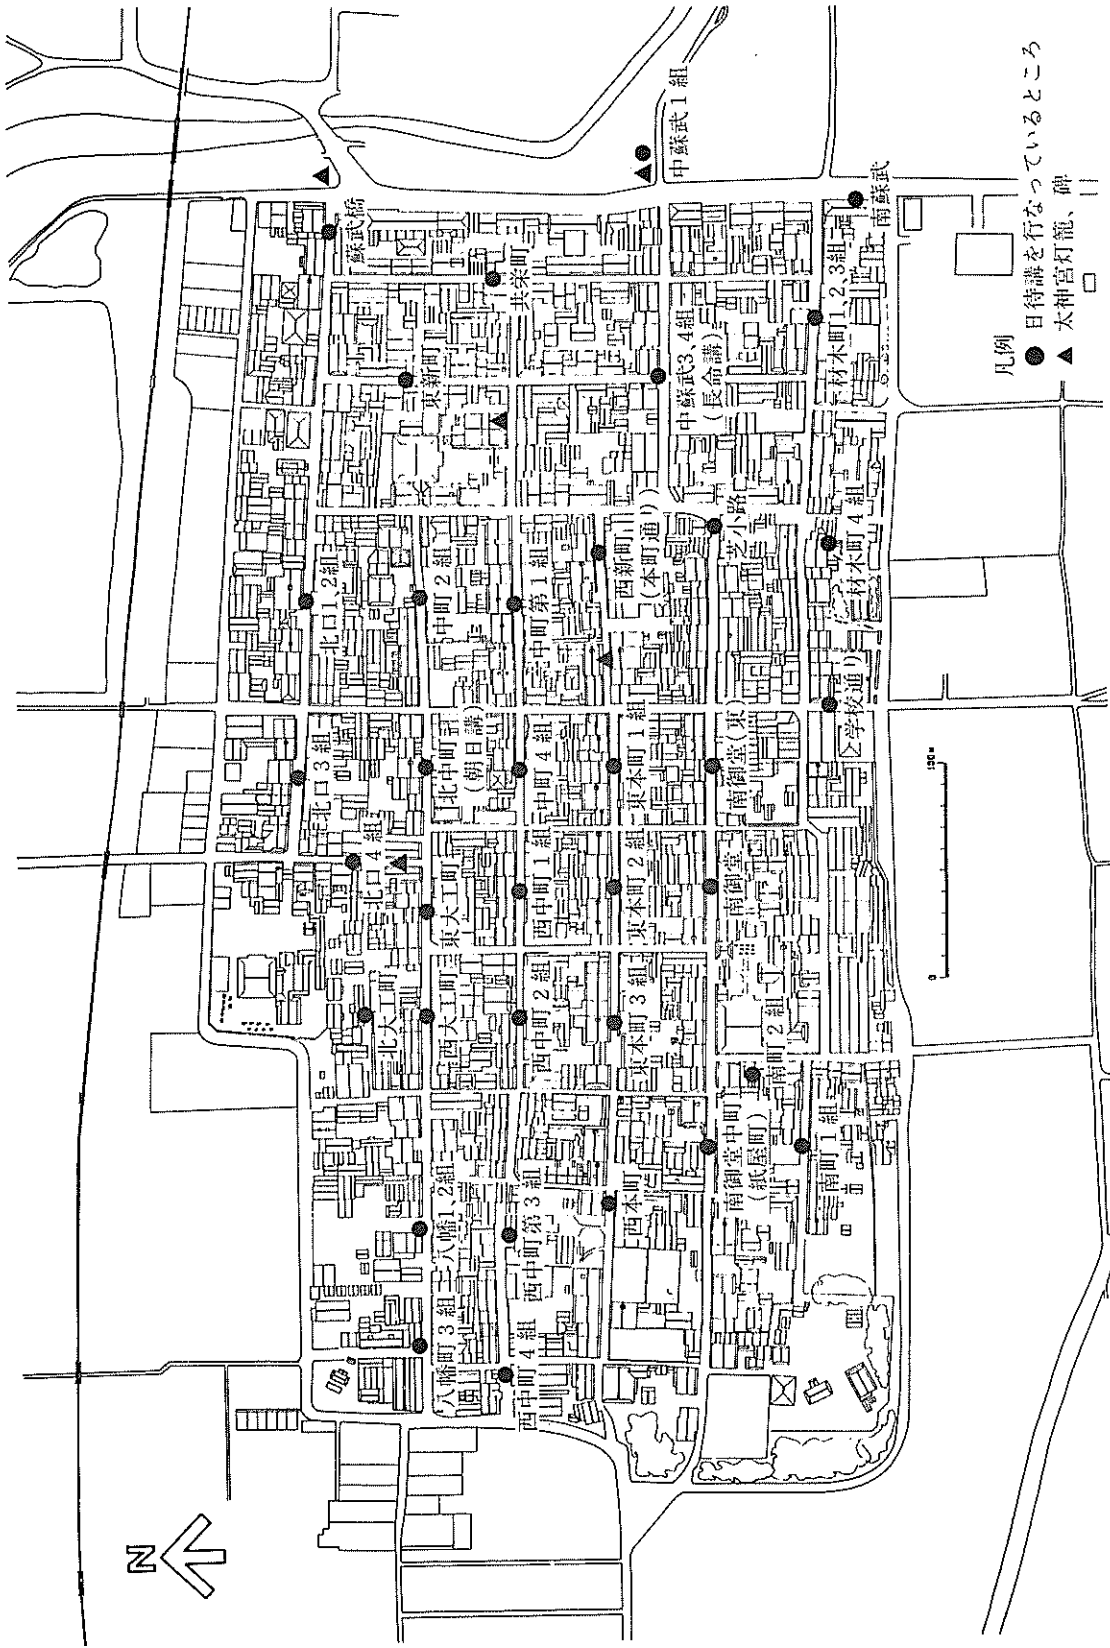 N
蘇武橋
共栄町
東新町
中蘇武1組
中蘇武3,4組
(長命講)
材木町1,2,3組
南蘇武
北口1,2組
中町2組
中町第1組
西新町
(本町通)
芝小路
材木町4組
北口3組
北中町
(朝日講)
中町4組
東本町1組
南御堂(東)
(学校通)
北口4組
東大工町
西中町1組
東本町2組
南御堂
北大工町
西大工町
西中町2組
東本町3組
南町2組
八幡1,2組
西中町第3組
西本町
南御堂中町
(紙屋町)
南町1組
八幡町3組
西中町4組
凡例
● 日待講を行なっているところ
▲ 太神宮灯籠、碑
0